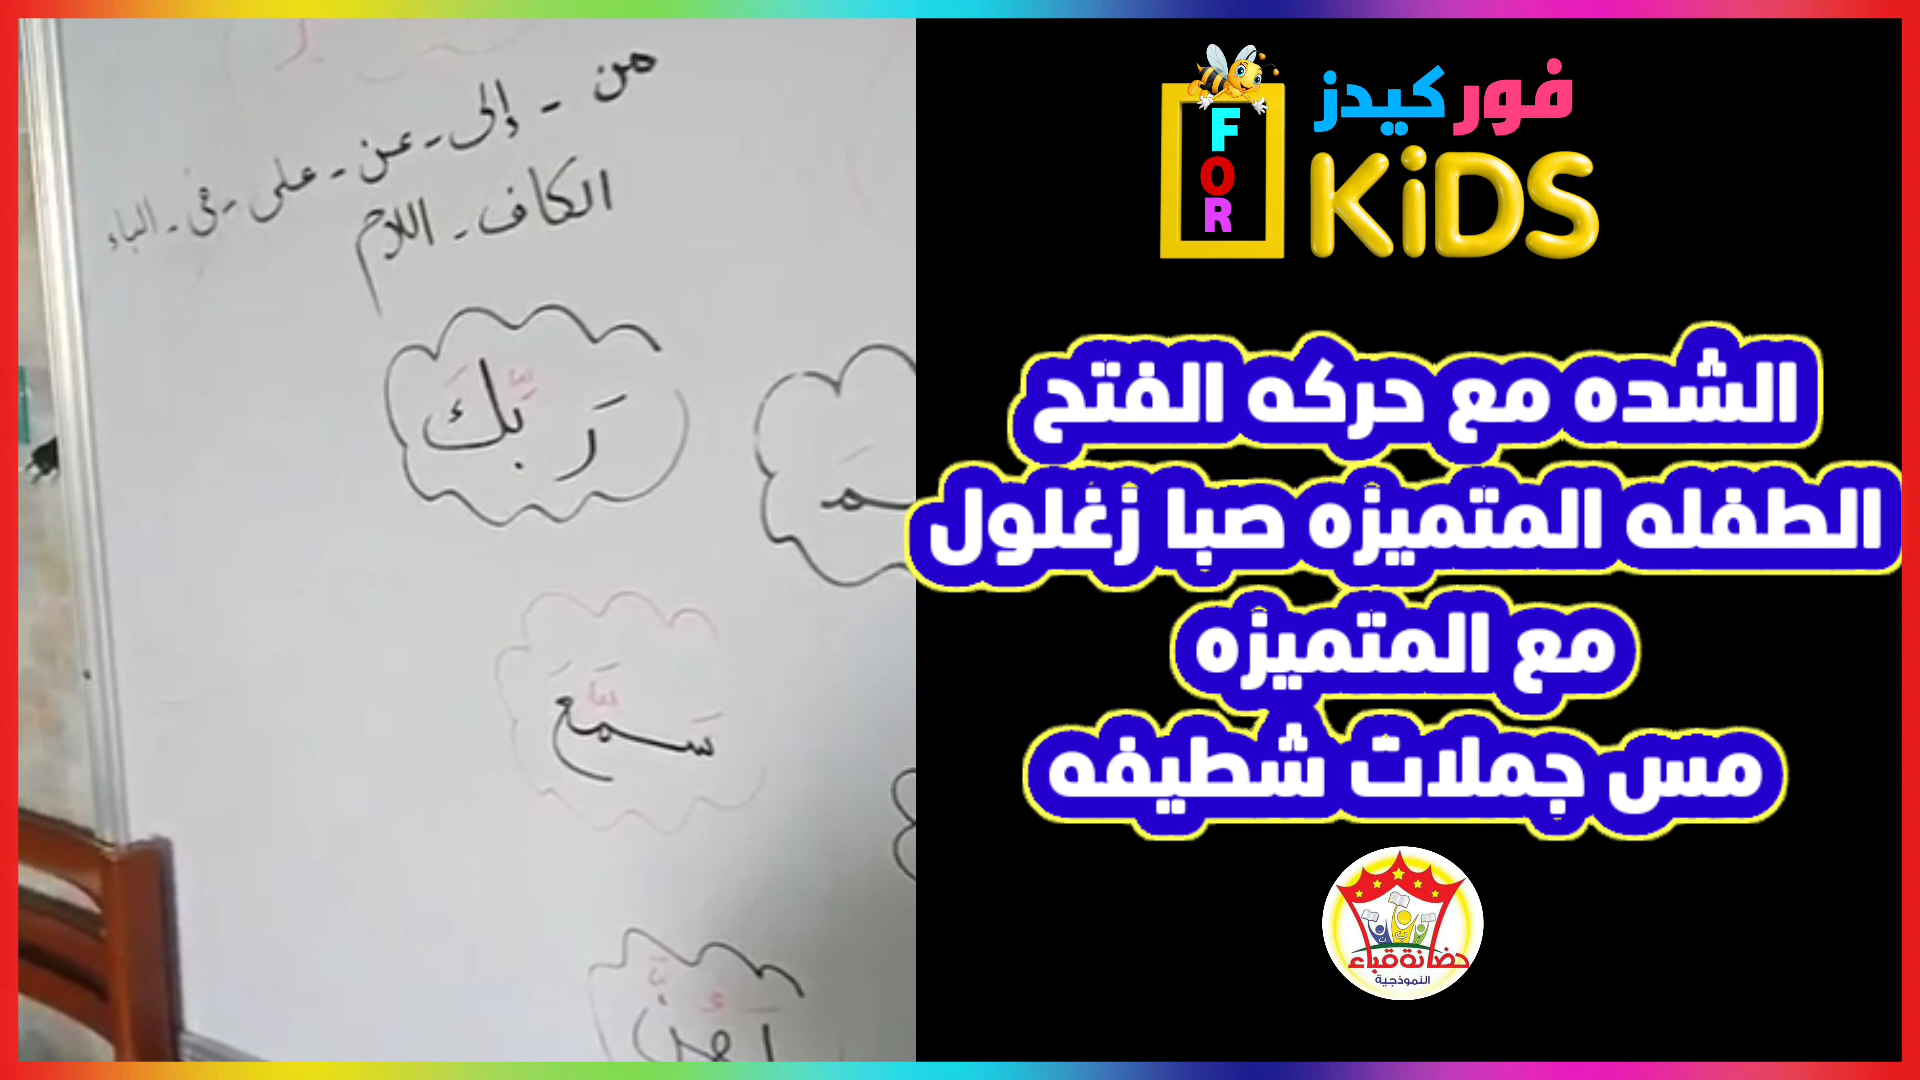 من - إلى - عن - على - في - الباء
الكاف - اللام
رَ بِّكَ
سَمَّعَ
فور كيدز
FOR
KiDS
الشده مع حركه الفتح
الطفله المتميزه صبا زغلول
مع المتميزه
مس جملات شطيفه
حضانة قباء
النموذجية